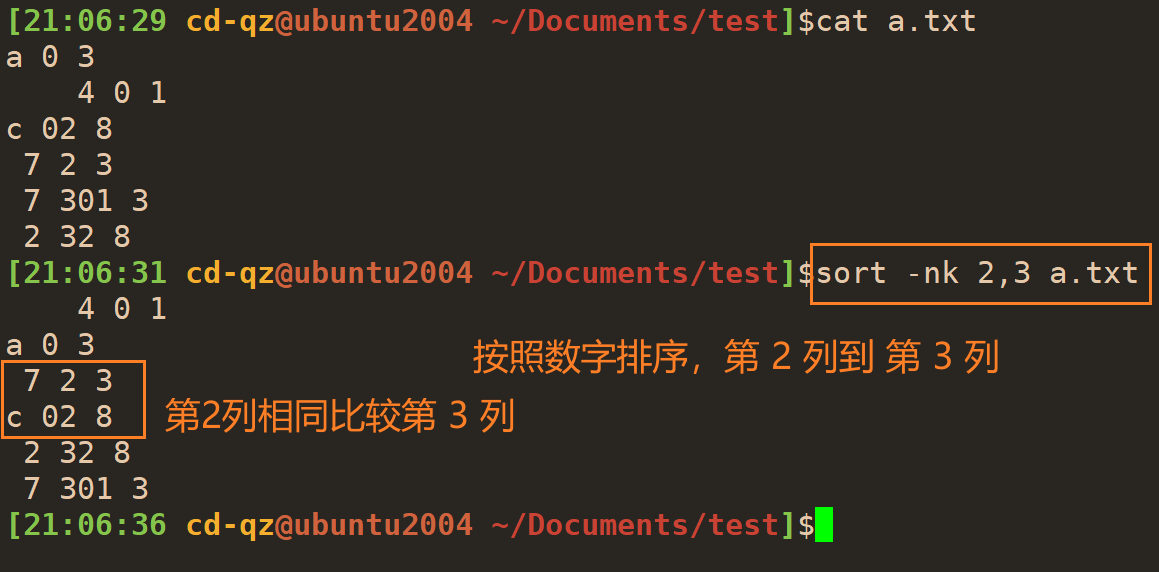 [21:06:29 cd-qz@ubuntu2004 ~/Documents/test]$cat a.txt
a 0 3
    4 0 1
c 02 8
 7 2 3
 7 301 3
 2 32 8
[21:06:31 cd-qz@ubuntu2004 ~/Documents/test]$sort -nk 2,3 a.txt
    4 0 1
a 0 3
按照数字排序，第 2 列到 第 3 列
 7 2 3
c 02 8
第2列相同比较第 3 列
 2 32 8
 7 301 3
[21:06:36 cd-qz@ubuntu2004 ~/Documents/test]$